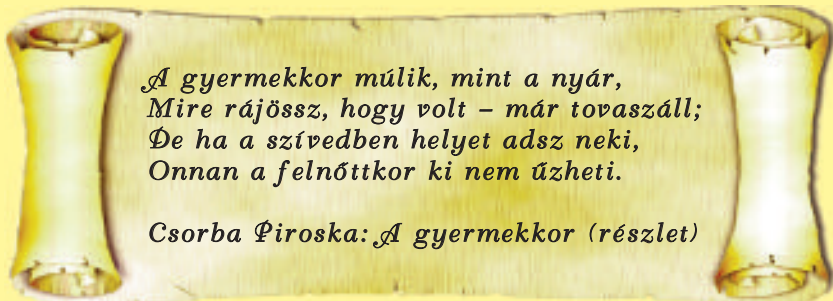 A gyermekkor múlik, mint a nyár,
Mire rájössz, hogy volt – már tovaszáll;
De ha a szívedben helyet adsz neki,
Onnan a felnőttkor ki nem űzheti.
Csorba Piroska: A gyermekkor (részlet)